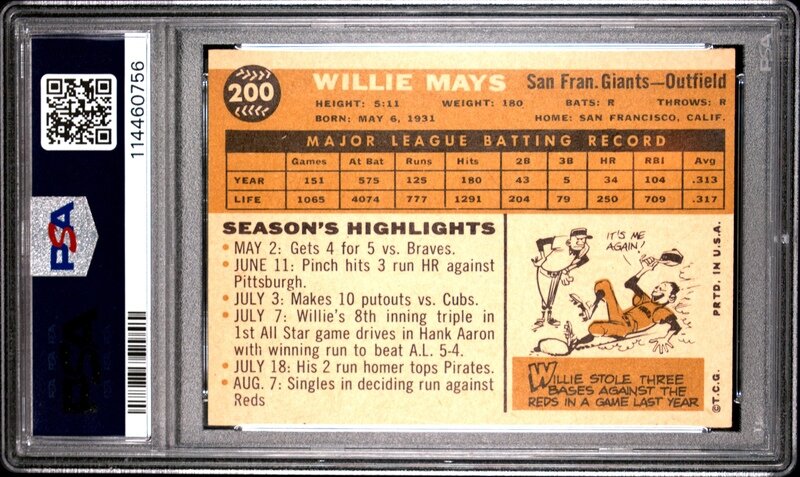 114460756
PSA
200
WILLIE MAYS San Fran. Giants—Outfield
HEIGHT: 5:11 WEIGHT: 180 BATS: R THROWS: R
BORN: MAY 6, 1931 HOME: SAN FRANCISCO, CALIF.
MAJOR LEAGUE BATTING RECORD
Games At Bat Runs Hits 2B 3B HR RBI Avg
YEAR 151 575 125 180 43 5 34 104 .313
LIFE 1065 4074 777 1291 204 79 250 709 .317
SEASON'S HIGHLIGHTS
• MAY 2: Gets 4 for 5 vs. Braves.
• JUNE 11: Pinch hits 3 run HR against
Pittsburgh.
• JULY 3: Makes 10 putouts vs. Cubs.
• JULY 7: Willie's 8th inning triple in
1st All Star game drives in Hank Aaron
with winning run to beat A.L. 5-4.
• JULY 18: His 2 run homer tops Pirates.
• AUG. 7: Singles in deciding run against
Reds
IT'S ME
AGAIN!
WILLIE STOLE THREE
BASES AGAINST THE
REDS IN A GAME LAST YEAR
©T.C.G. PRTD. IN U.S.A.